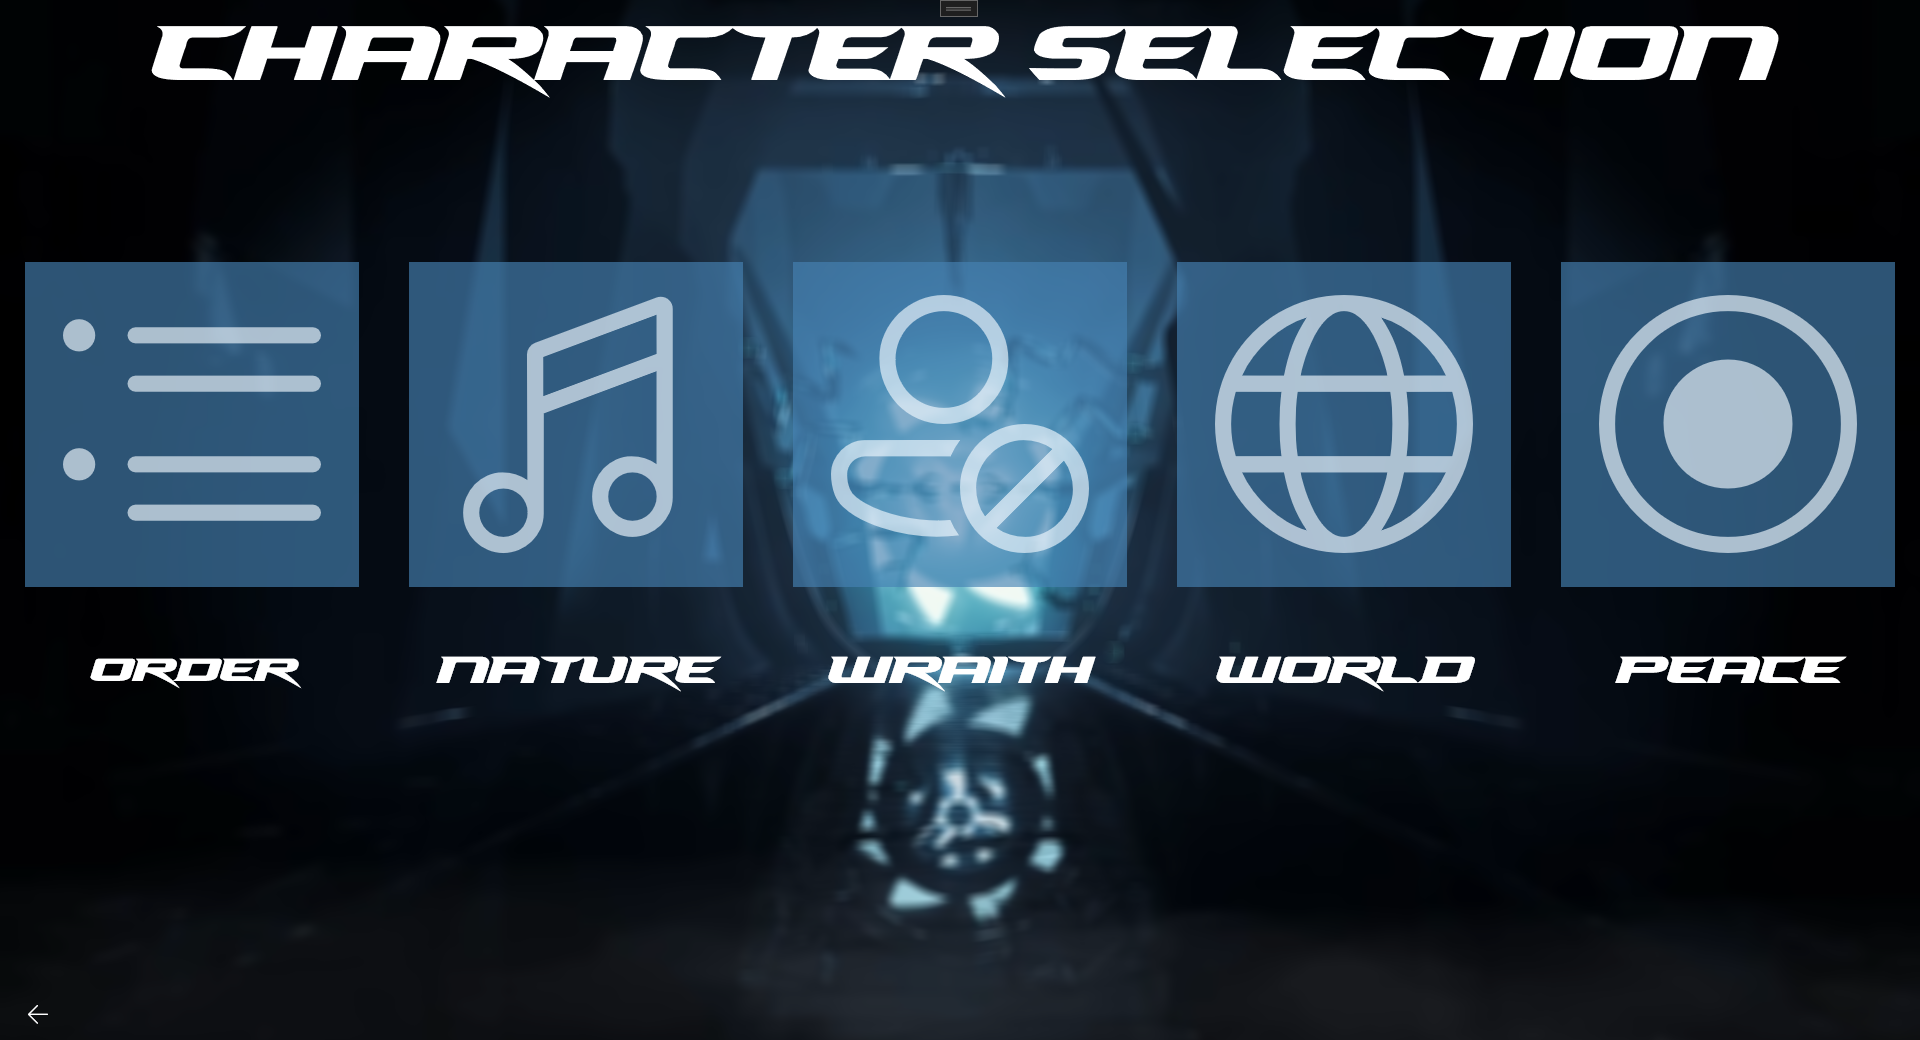 CHARACTER SELECTION
ORDER
NATURE
WRAITH
WORLD
PEACE